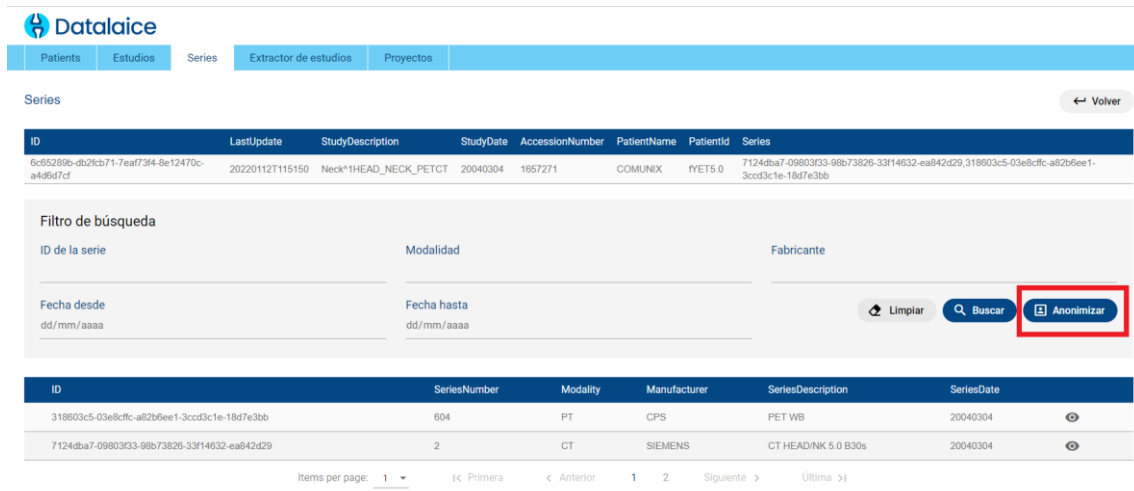 Datalaice
Patients Estudios Series Extractor de estudios Proyectos
Series
Volver
ID LastUpdate StudyDescription StudyDate AccessionNumber PatientName PatientId Series
6c65289b-db2fcb71-7eaf73f4-8e12470c-
a4d6d7cf 20220112T115150 Neck^1HEAD_NECK_PETCT 20040304 1657271 COMUNIX fYET5.0 7124dba7-09803f33-98b73826-33f14632-ea842d29,318603c5-03e8cffc-a82b6ee1-
3ccd3c1e-18d7e3bb
Filtro de búsqueda
ID de la serie Modalidad Fabricante
Fecha desde Fecha hasta
dd/mm/aaaa dd/mm/aaaa
Limpiar Buscar Anonimizar
ID SeriesNumber Modality Manufacturer SeriesDescription SeriesDate
318603c5-03e8cffc-a82b6ee1-3ccd3c1e-18d7e3bb 604 PT CPS PET WB 20040304
7124dba7-09803f33-98b73826-33f14632-ea842d29 2 CT SIEMENS CT HEAD/NK 5.0 B30s 20040304
Items per page: 1 Primera Anterior 1 2 Siguiente Última